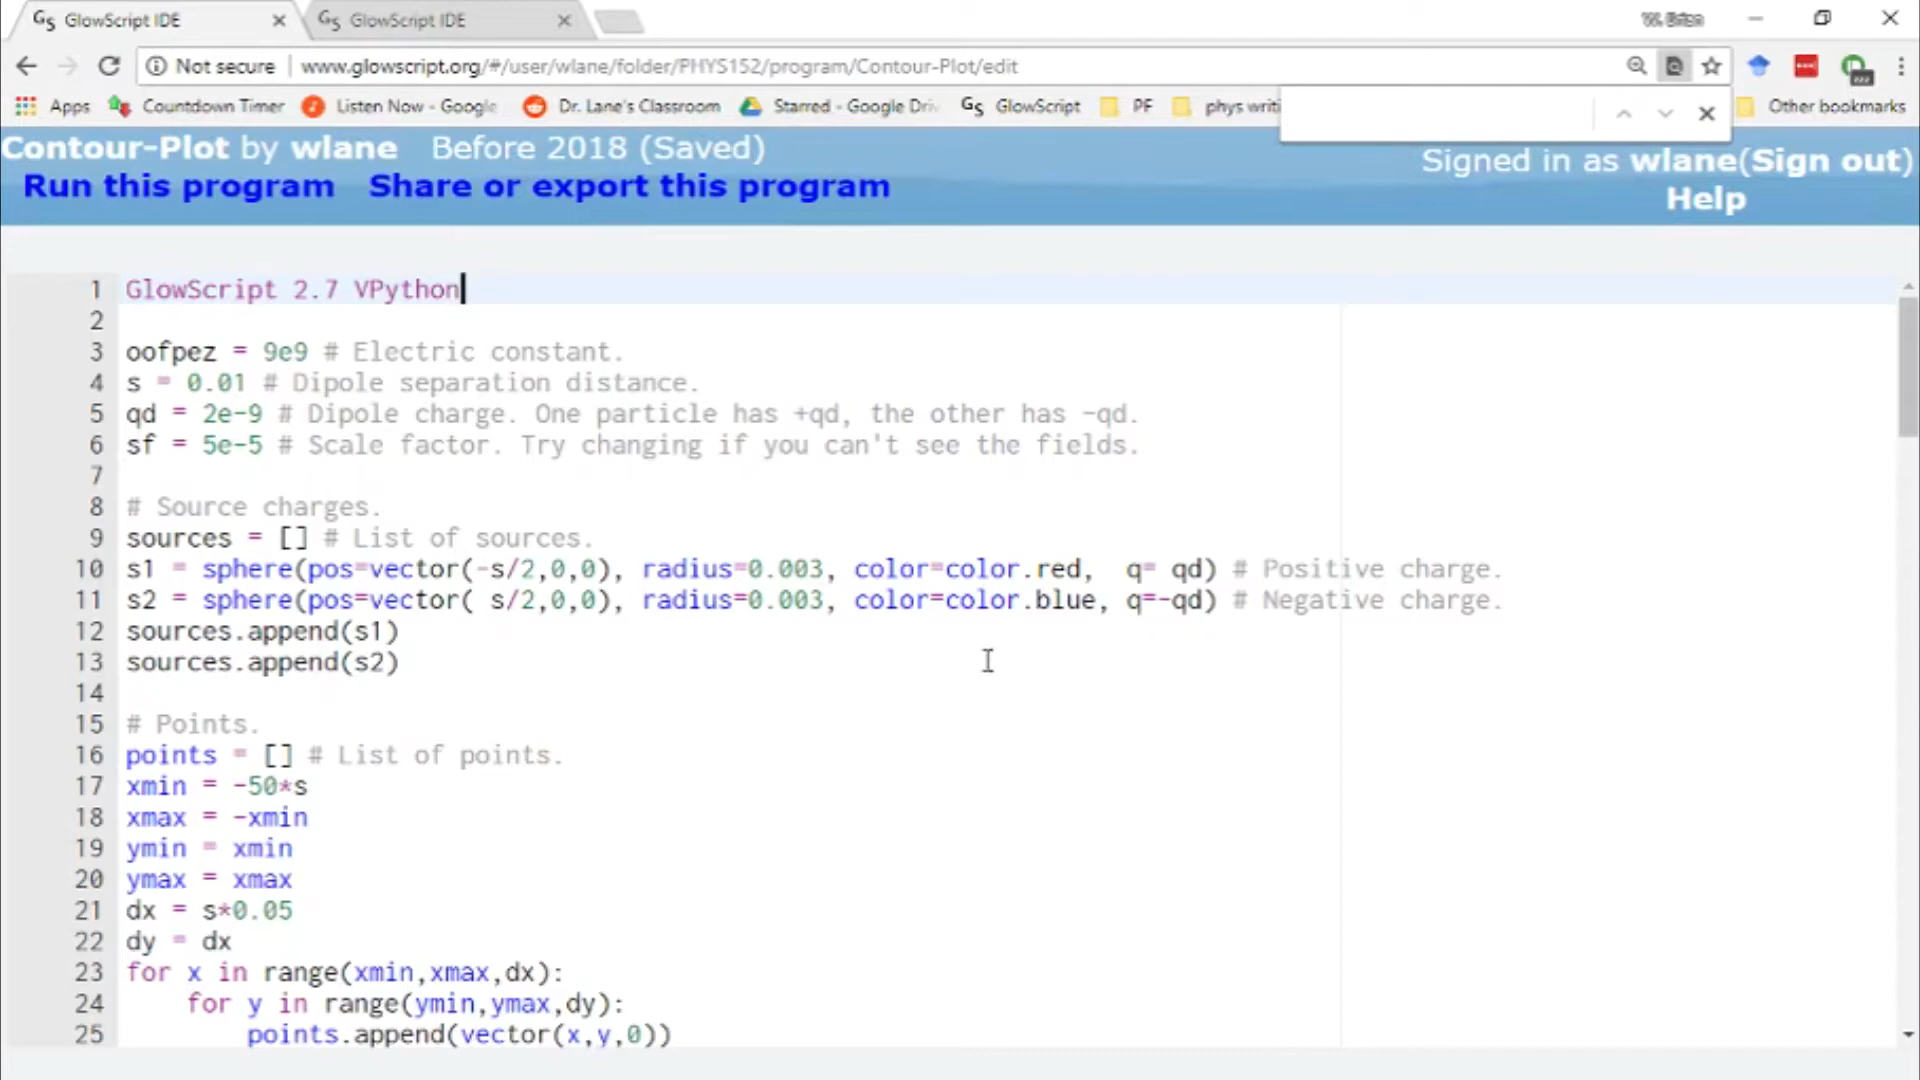 GlowScript IDE
GlowScript IDE
Not secure www.glowscript.org/#/user/wlane/folder/PHYS152/program/Contour-Plot/edit
Apps Countdown Timer Listen Now - Google Dr. Lane's Classroom Starred - Google Driv GlowScript PF phys writi Other bookmarks
Contour-Plot by wlane Before 2018 (Saved)
Signed in as wlane(Sign out)
Run this program Share or export this program
Help
1 GlowScript 2.7 VPython
2
3 oofpez = 9e9 # Electric constant.
4 s = 0.01 # Dipole separation distance.
5 qd = 2e-9 # Dipole charge. One particle has +qd, the other has -qd.
6 sf = 5e-5 # Scale factor. Try changing if you can't see the fields.
7
8 # Source charges.
9 sources = [] # List of sources.
10 s1 = sphere(pos=vector(-s/2,0,0), radius=0.003, color=color.red,  q= qd) # Positive charge.
11 s2 = sphere(pos=vector( s/2,0,0), radius=0.003, color=color.blue, q=-qd) # Negative charge.
12 sources.append(s1)
13 sources.append(s2)
14
15 # Points.
16 points = [] # List of points.
17 xmin = -50*s
18 xmax = -xmin
19 ymin = xmin
20 ymax = xmax
21 dx = s*0.05
22 dy = dx
23 for x in range(xmin,xmax,dx):
24     for y in range(ymin,ymax,dy):
25         points.append(vector(x,y,0))